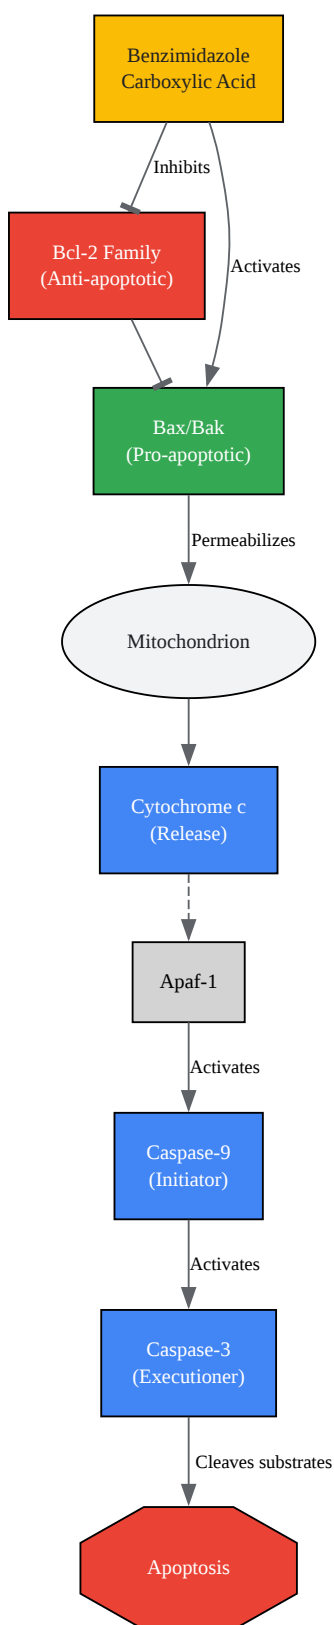 Benzimidazole
Carboxylic Acid
Inhibits
Bcl-2 Family
(Anti-apoptotic)
Activates
Bax/Bak
(Pro-apoptotic)
Permeabilizes
Mitochondrion
Cytochrome c
(Release)
Apaf-1
Activates
Caspase-9
(Initiator)
Activates
Caspase-3
(Executioner)
Cleaves substrates
Apoptosis